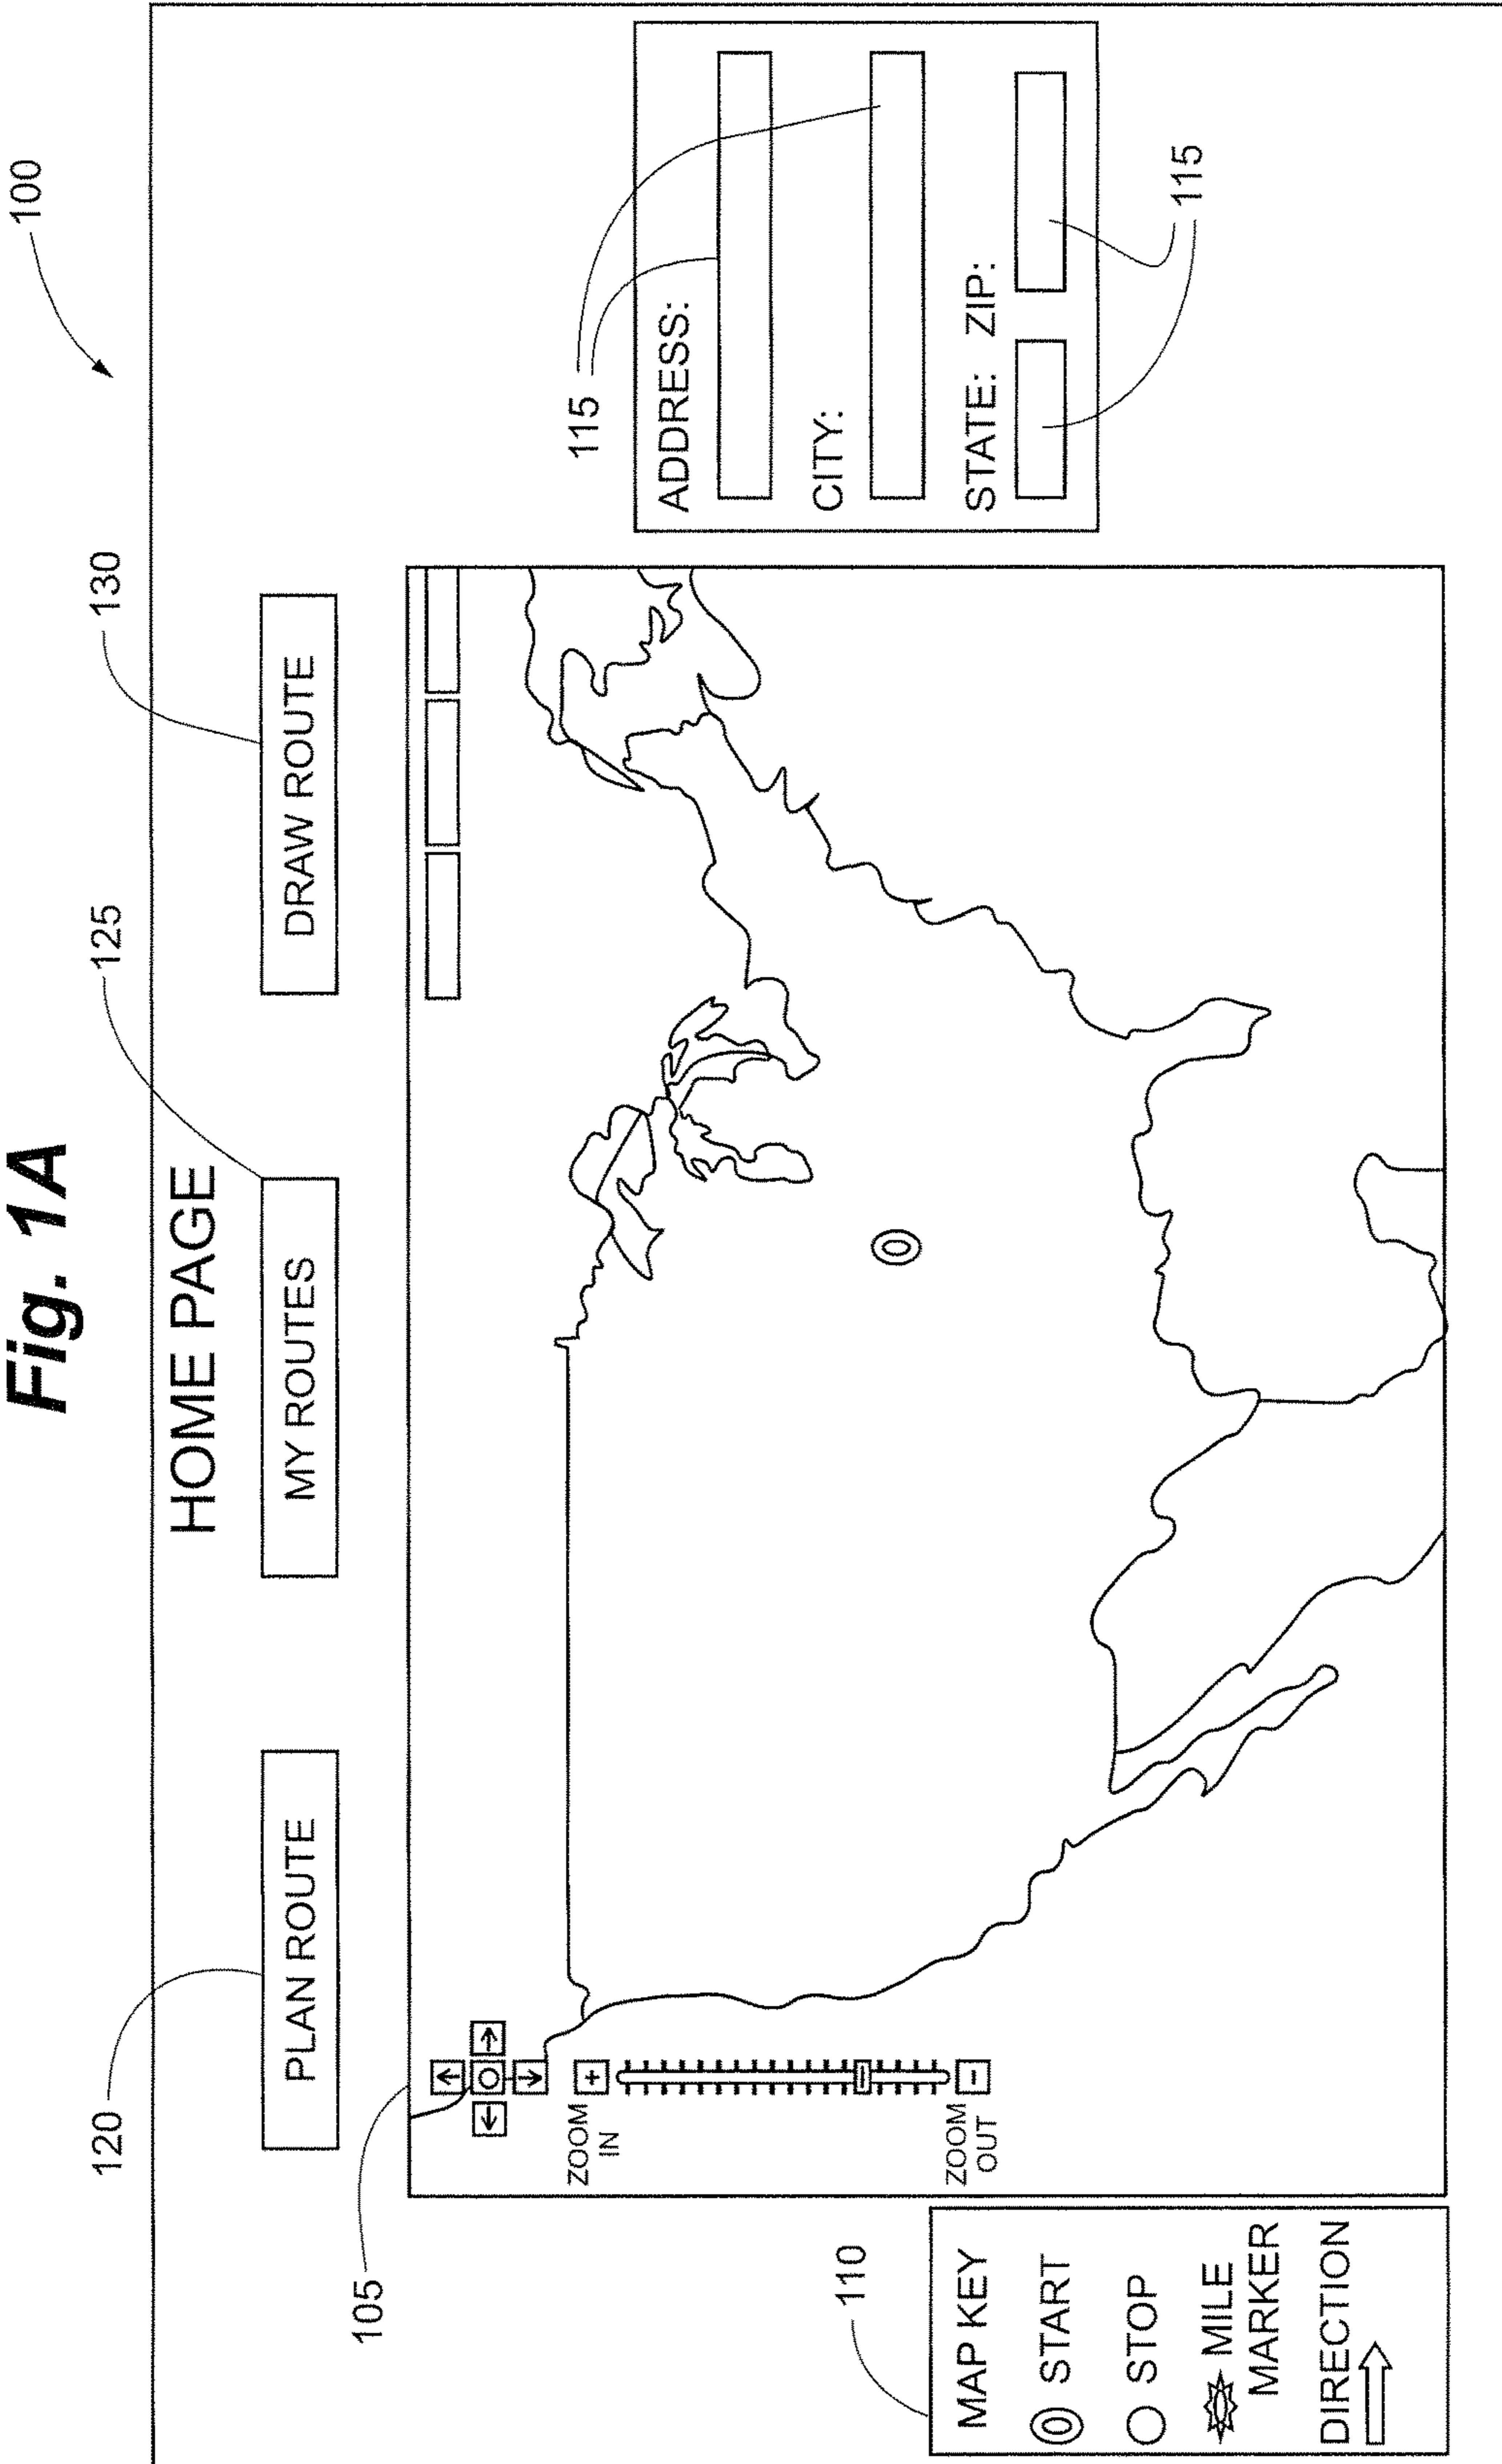 Fig. 1A
100
HOME PAGE
120
125
130
PLAN ROUTE
MY ROUTES
DRAW ROUTE
105
ZOOM
IN
+
-
ZOOM
OUT
110
MAP KEY
START
STOP
MILE
MARKER
DIRECTION
115
ADDRESS:
CITY:
STATE: ZIP:
115